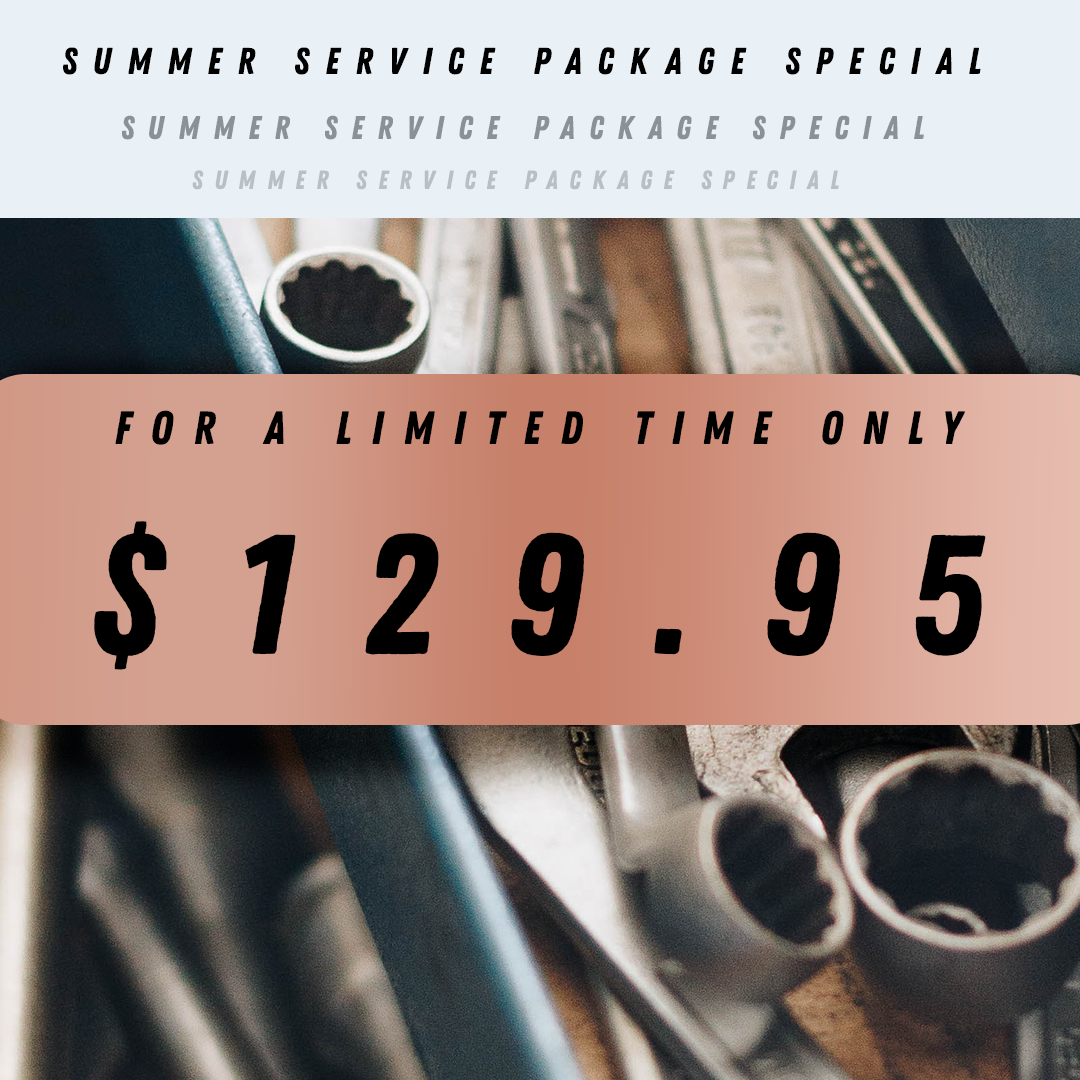 SUMMER SERVICE PACKAGE SPECIAL
SUMMER SERVICE PACKAGE SPECIAL
SUMMER SERVICE PACKAGE SPECIAL
FOR A LIMITED TIME ONLY
$129.95